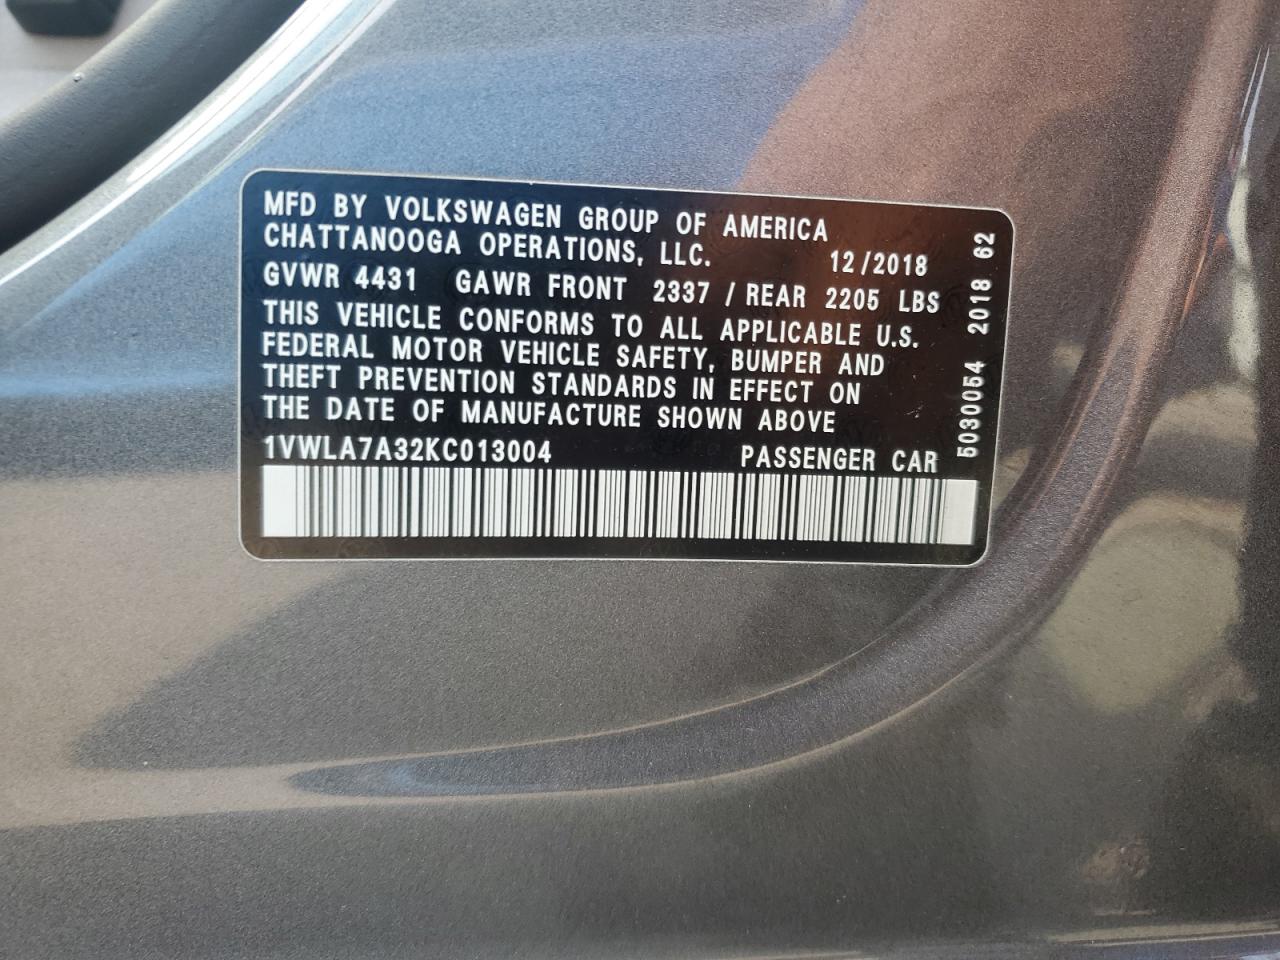 MFD BY VOLKSWAGEN GROUP OF AMERICA
CHATTANOOGA OPERATIONS, LLC. 12/2018
GVWR 4431 GAWR FRONT 2337 / REAR 2205 LBS
THIS VEHICLE CONFORMS TO ALL APPLICABLE U.S.
FEDERAL MOTOR VEHICLE SAFETY, BUMPER AND
THEFT PREVENTION STANDARDS IN EFFECT ON
THE DATE OF MANUFACTURE SHOWN ABOVE
1VWLA7A32KC013004 PASSENGER CAR
5030054 2018 62